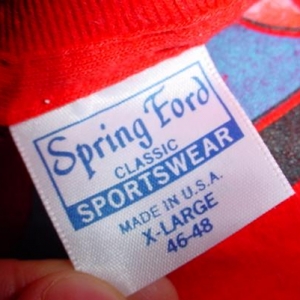 Spring Ford
CLASSIC
SPORTSWEAR
MADE IN U.S.A.
X-LARGE
46-48